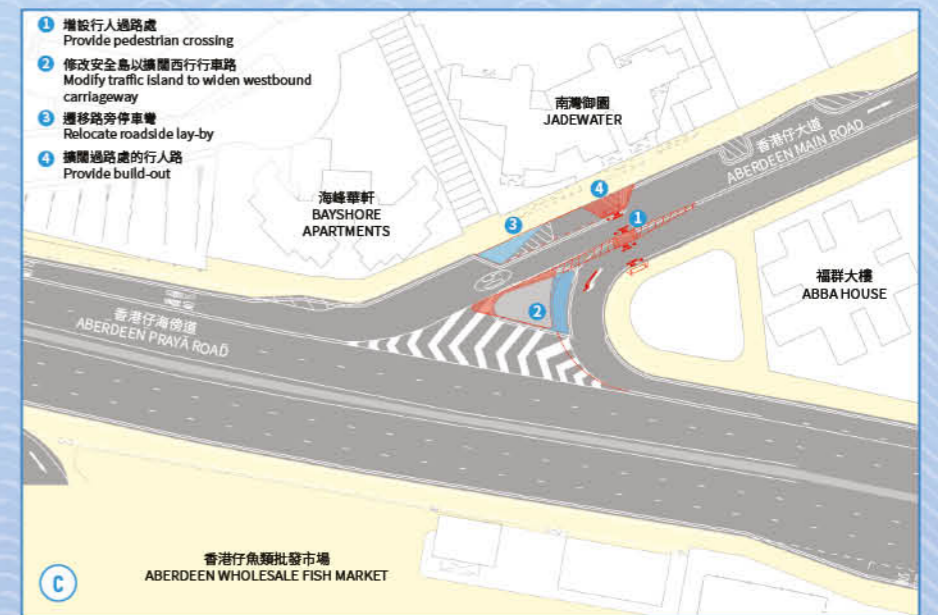 1 增設行人過路處
Provide pedestrian crossing
2 修改安全島以擴闊西行行車路
Modify traffic island to widen westbound
carriageway
3 遷移路旁停車彎
Relocate roadside lay-by
4 擴闊過路處的行人路
Provide build-out
南灣御園
JADEWATER
香港仔大道
ABERDEEN MAIN ROAD
海峰華軒
BAYSHORE
APARTMENTS
4
1
3
福群大樓
ABBA HOUSE
2
香港仔海傍道
ABERDEEN PRAYA ROAD
香港仔魚類批發市場
ABERDEEN WHOLESALE FISH MARKET
C